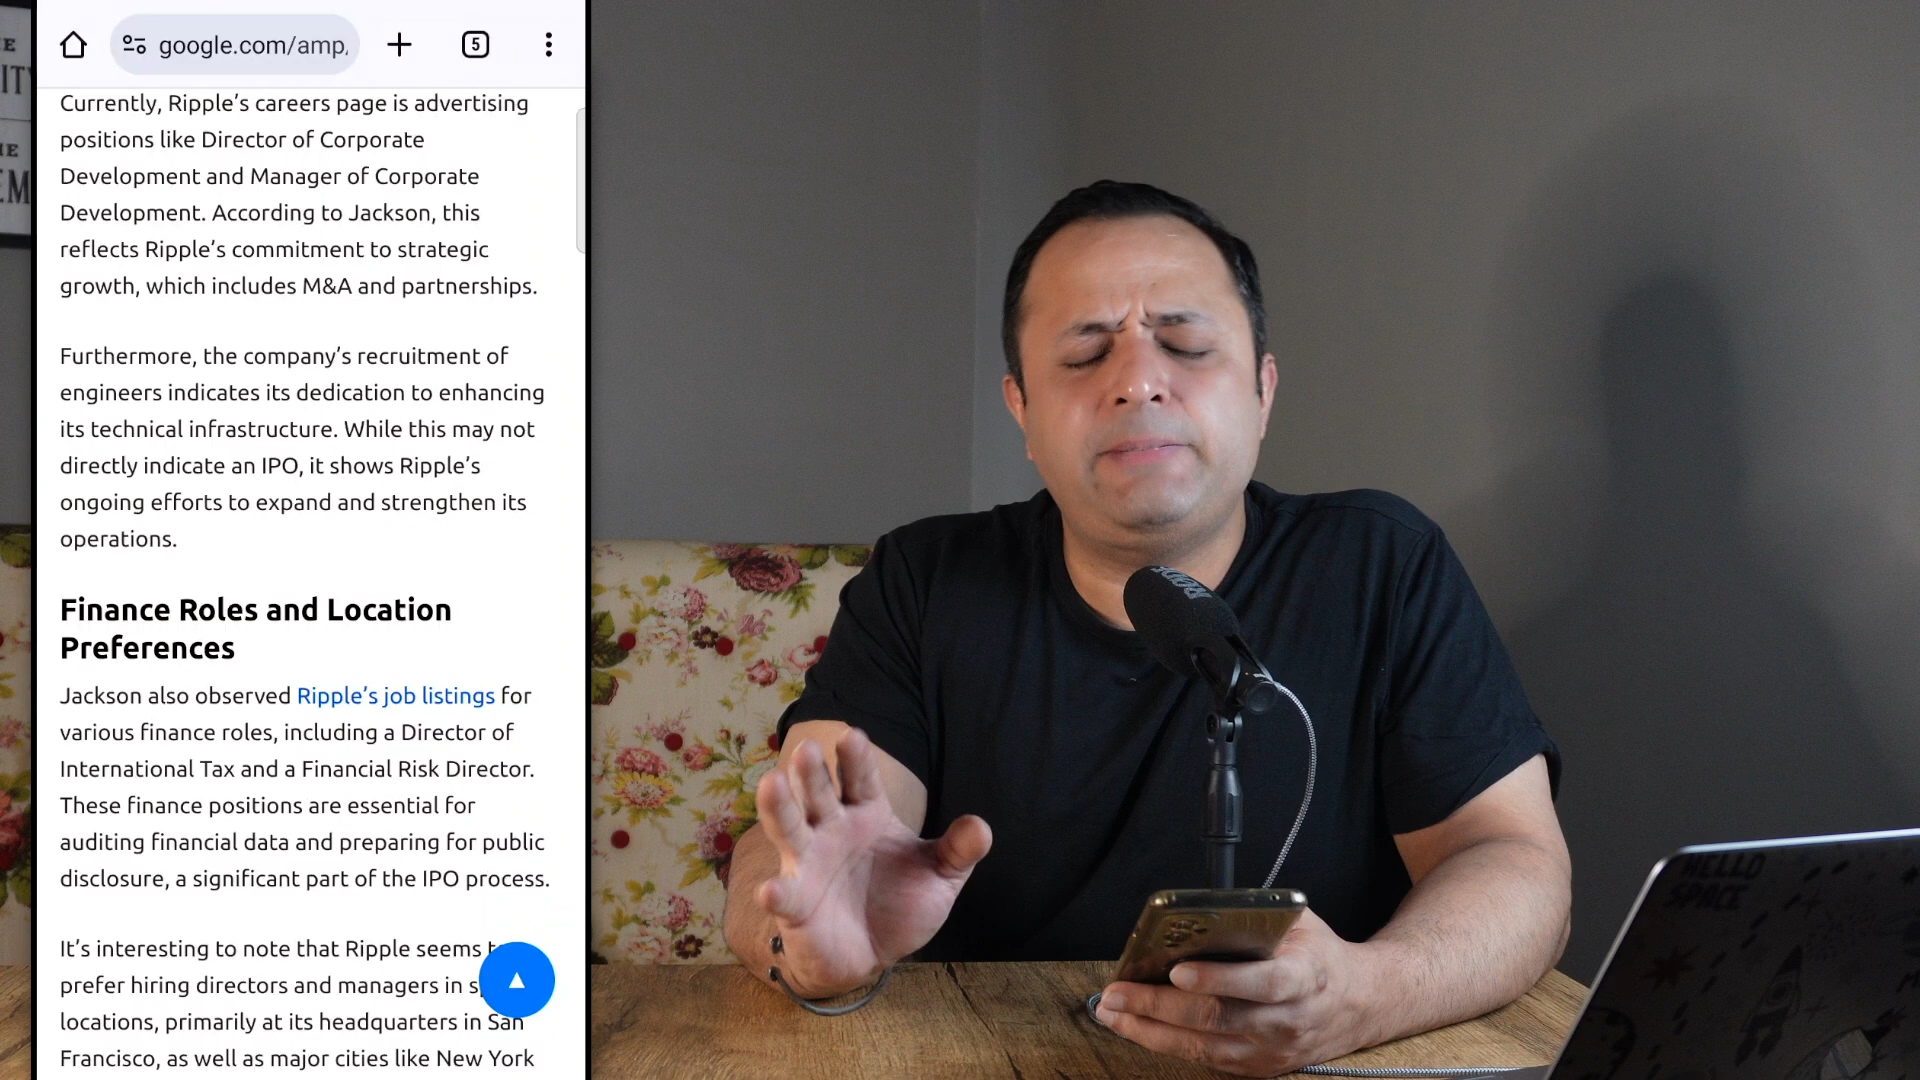 google.com/amp,
5
Currently, Ripple’s careers page is advertising
positions like Director of Corporate
Development and Manager of Corporate
Development. According to Jackson, this
reflects Ripple’s commitment to strategic
growth, which includes M&A and partnerships.
Furthermore, the company’s recruitment of
engineers indicates its dedication to enhancing
its technical infrastructure. While this may not
directly indicate an IPO, it shows Ripple’s
ongoing efforts to expand and strengthen its
operations.
Finance Roles and Location
Preferences
Jackson also observed Ripple’s job listings for
various finance roles, including a Director of
International Tax and a Financial Risk Director.
These finance positions are essential for
auditing financial data and preparing for public
disclosure, a significant part of the IPO process.
It’s interesting to note that Ripple seems
prefer hiring directors and managers in
locations, primarily at its headquarters in San
Francisco, as well as major cities like New York
RODE
HELLO
SPACE